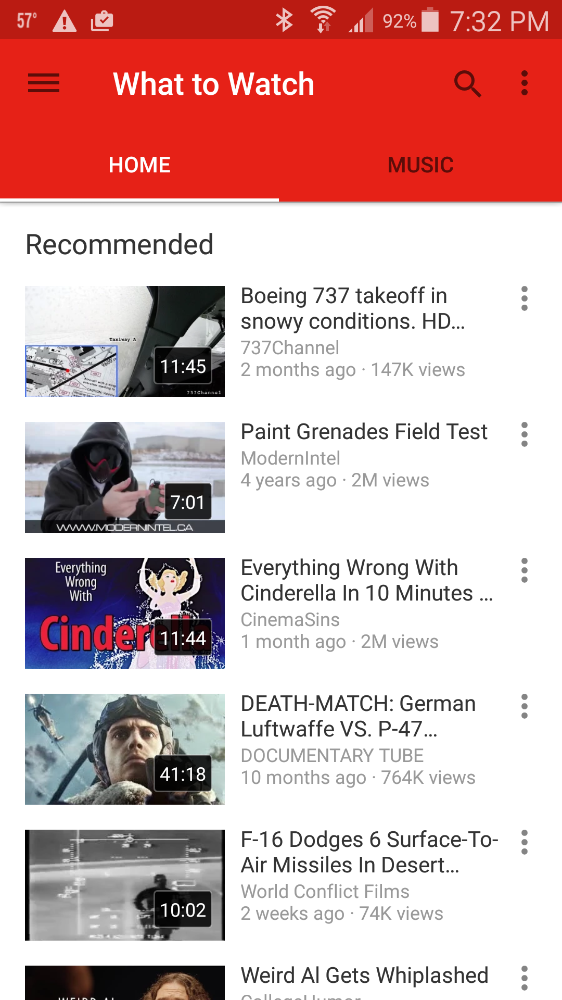 57°
92%
7:32 PM
What to Watch
HOME
MUSIC
Recommended
Taxiway A
9600'
737Channel
11:45
Boeing 737 takeoff in
snowy conditions. HD...
737Channel
2 months ago · 147K views
7:01
WWW.MODERNINTEL.CA
Paint Grenades Field Test
ModernIntel
4 years ago · 2M views
Everything
Wrong
With
Cinderella
11:44
Everything Wrong With
Cinderella In 10 Minutes ...
CinemaSins
1 month ago · 2M views
41:18
DEATH-MATCH: German
Luftwaffe VS. P-47...
DOCUMENTARY TUBE
10 months ago · 764K views
10:02
F-16 Dodges 6 Surface-To-
Air Missiles In Desert...
World Conflict Films
2 weeks ago · 74K views
WEIRD AL
Weird Al Gets Whiplashed
CollegeHumor